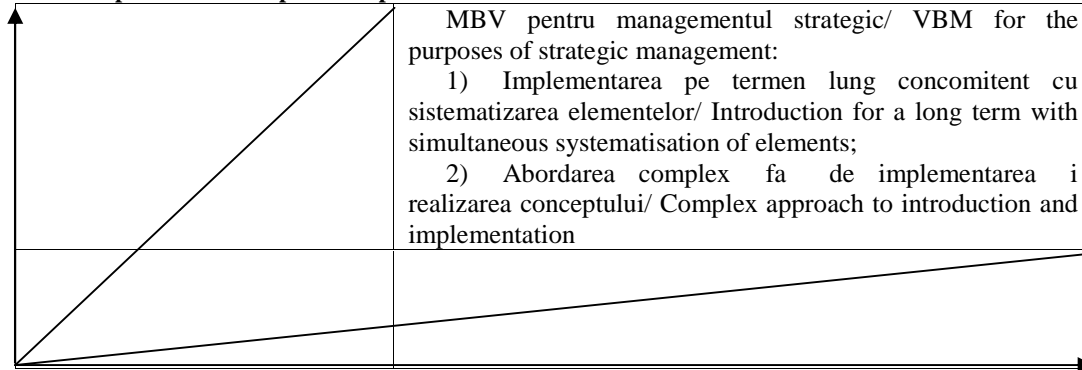 MBV pentru managementul strategic/ VBM for the
purposes of strategic management:
1) Implementarea pe termen lung concomitent cu
sistematizarea elementelor/ Introduction for a long term with
simultaneous systematisation of elements;
2) Abordarea complex fa de implementarea i
realizarea conceptului/ Complex approach to introduction and
implementation